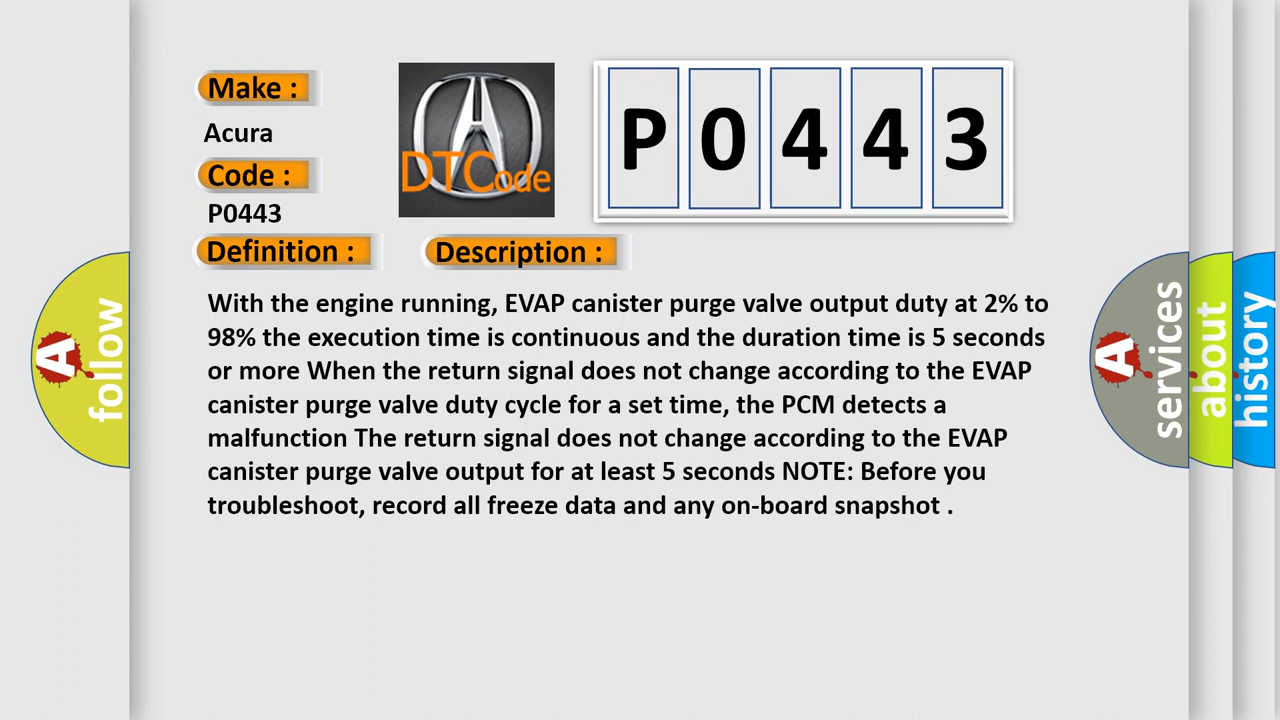 Make :
Acura
Code :
P0443
DTCode
P0443
Definition :
Description :
With the engine running, EVAP canister purge valve output duty at 2% to
98% the execution time is continuous and the duration time is 5 seconds
or more When the return signal does not change according to the EVAP
canister purge valve duty cycle for a set time, the PCM detects a
malfunction The return signal does not change according to the EVAP
canister purge valve output for at least 5 seconds NOTE: Before you
troubleshoot, record all freeze data and any on-board snapshot .
A
follow
A
services
about
history